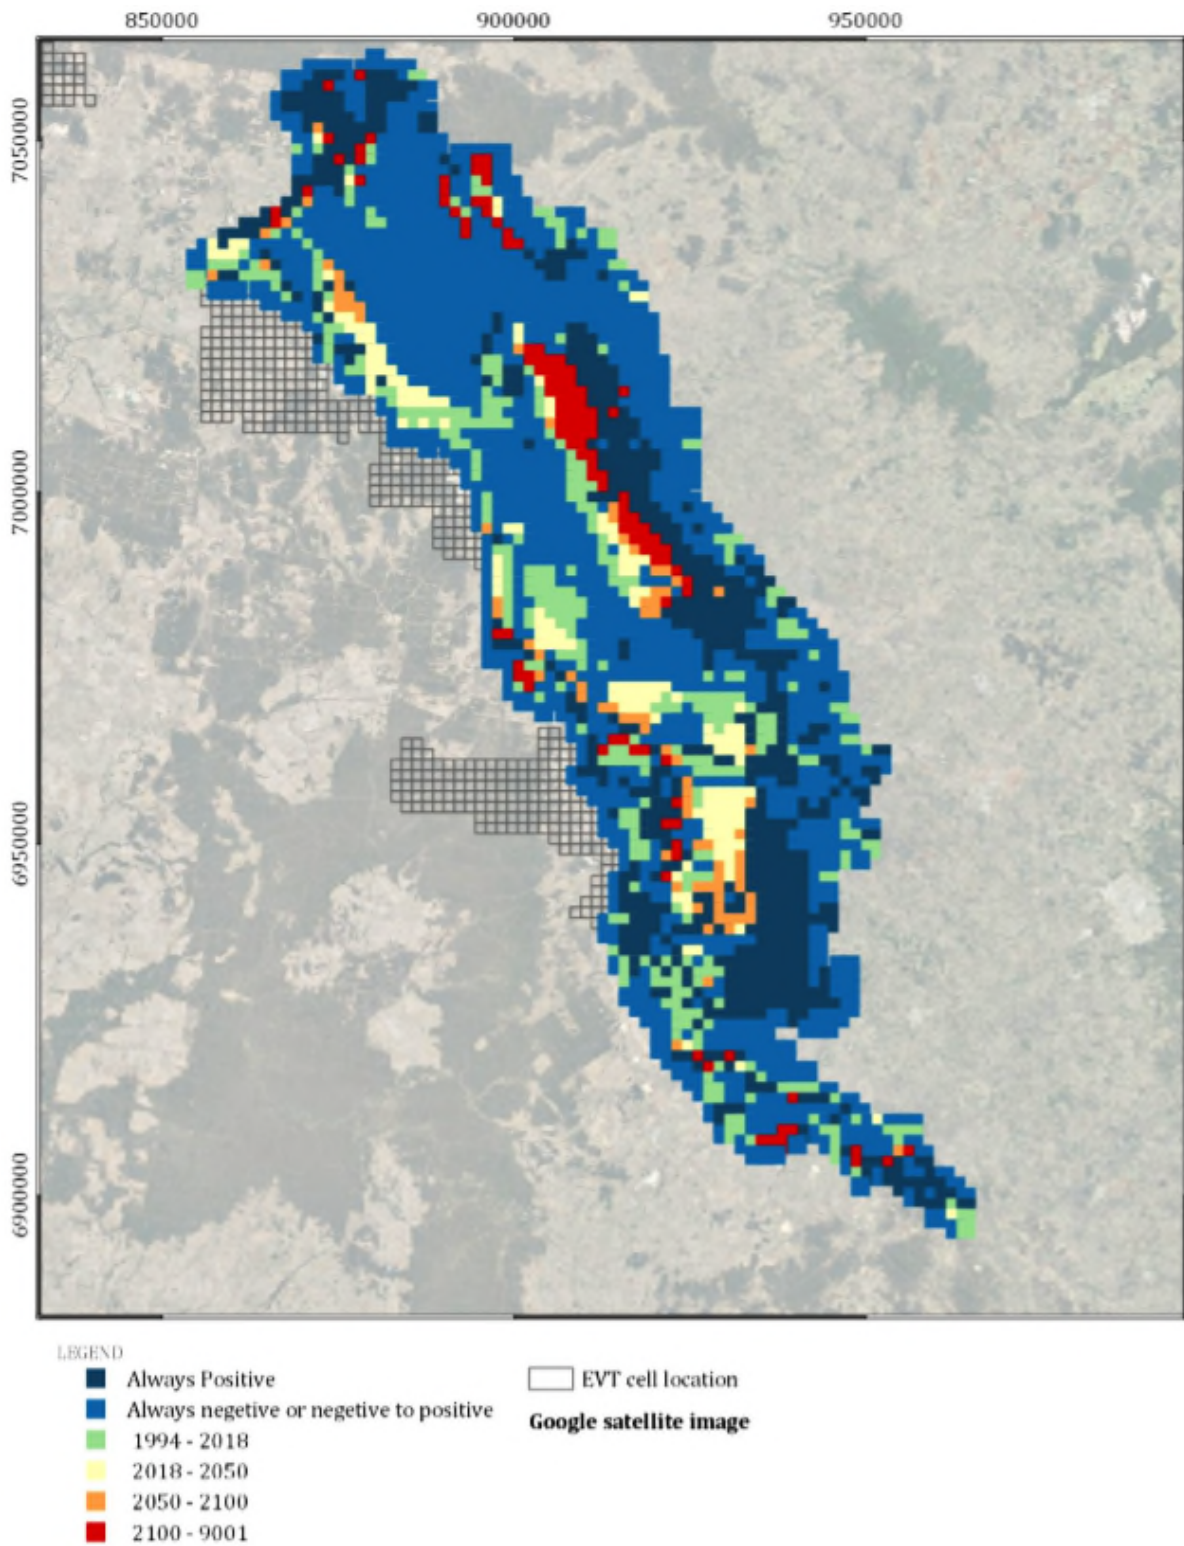 850000 900000 950000
7050000
7000000
6950000
6900000
LEGEND
Always Positive
Always negetive or negetive to positive
1994 - 2018
2018 - 2050
2050 - 2100
2100 - 9001
EVT cell location
Google satellite image